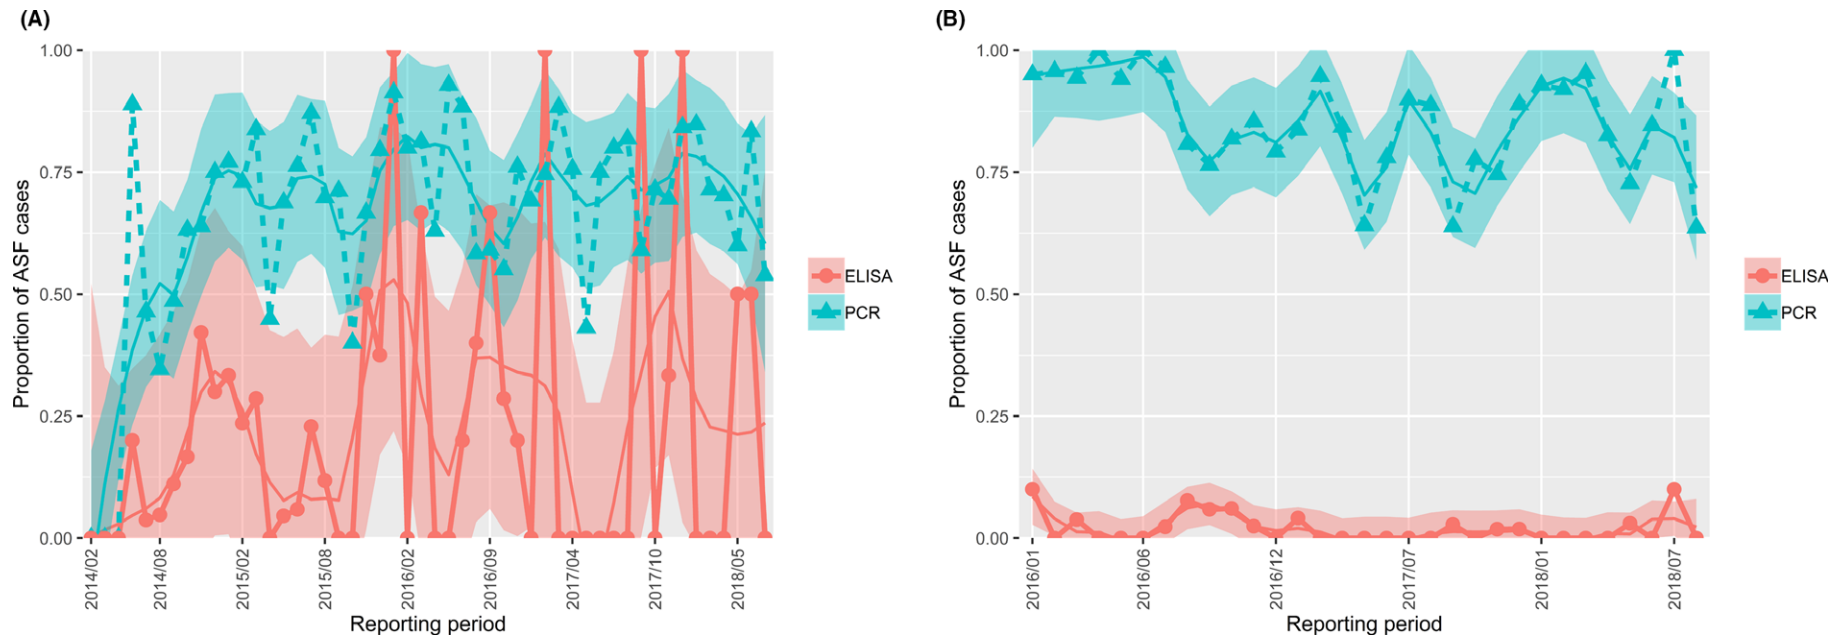 (A)
Proportion of ASF cases
1.00
0.75
0.50
0.25
0.00
2014/02
2014/08
2015/02
2015/08
2016/02
2016/09
2017/04
2017/10
2018/05
Reporting period
ELISA
PCR
(B)
Proportion of ASF cases
1.00
0.75
0.50
0.25
0.00
2016/01
2016/06
2016/12
2017/07
2018/01
2018/07
Reporting period
ELISA
PCR